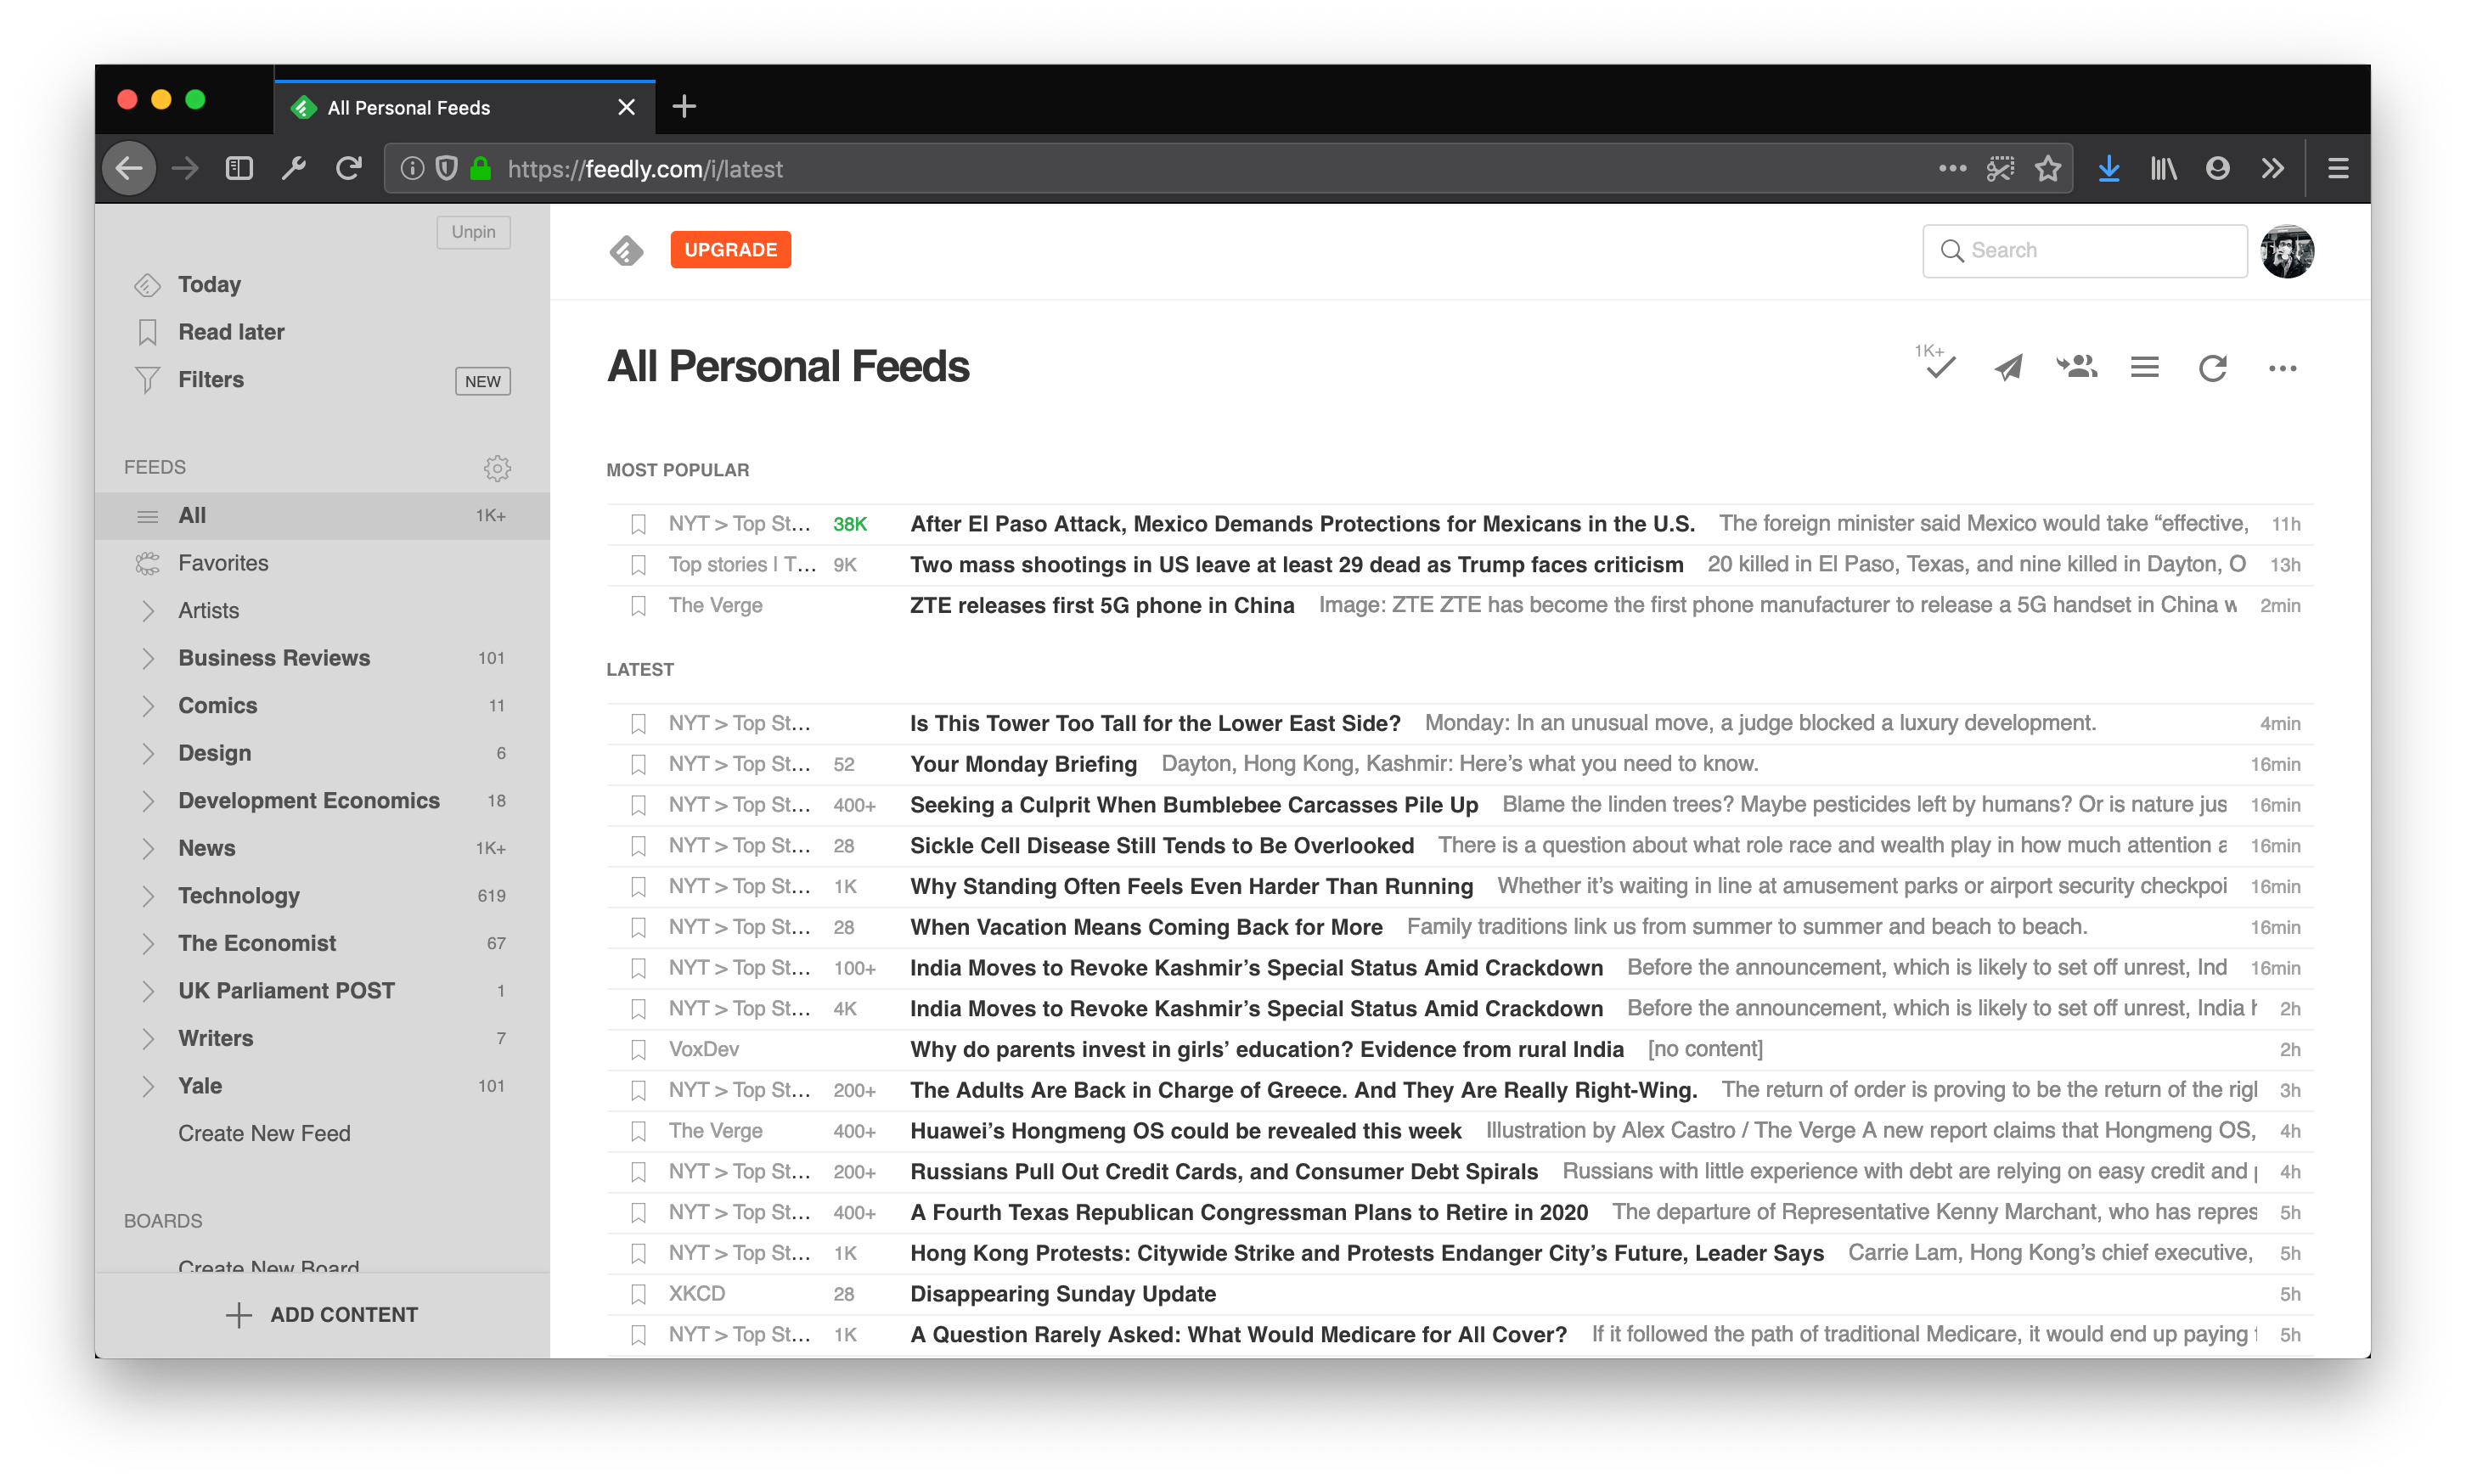 All Personal Feeds
https://feedly.com/i/latest
Unpin
Today
Read later
Filters NEW
FEEDS
All 1K+
Favorites
Artists
Business Reviews 101
Comics 11
Design 6
Development Economics 18
News 1K+
Technology 619
The Economist 67
UK Parliament POST 1
Writers 7
Yale 101
Create New Feed
BOARDS
Create New Board
ADD CONTENT
UPGRADE
Search
All Personal Feeds
1K+
MOST POPULAR
NYT > Top St... 38K After El Paso Attack, Mexico Demands Protections for Mexicans in the U.S. The foreign minister said Mexico would take “effective, 11h
Top stories | T... 9K Two mass shootings in US leave at least 29 dead as Trump faces criticism 20 killed in El Paso, Texas, and nine killed in Dayton, O 13h
The Verge ZTE releases first 5G phone in China Image: ZTE ZTE has become the first phone manufacturer to release a 5G handset in China w 2min
LATEST
NYT > Top St... Is This Tower Too Tall for the Lower East Side? Monday: In an unusual move, a judge blocked a luxury development. 4min
NYT > Top St... 52 Your Monday Briefing Dayton, Hong Kong, Kashmir: Here’s what you need to know. 16min
NYT > Top St... 400+ Seeking a Culprit When Bumblebee Carcasses Pile Up Blame the linden trees? Maybe pesticides left by humans? Or is nature jus 16min
NYT > Top St... 28 Sickle Cell Disease Still Tends to Be Overlooked There is a question about what role race and wealth play in how much attention a 16min
NYT > Top St... 1K Why Standing Often Feels Even Harder Than Running Whether it’s waiting in line at amusement parks or airport security checkpoi 16min
NYT > Top St... 28 When Vacation Means Coming Back for More Family traditions link us from summer to summer and beach to beach. 16min
NYT > Top St... 100+ India Moves to Revoke Kashmir’s Special Status Amid Crackdown Before the announcement, which is likely to set off unrest, Ind 16min
NYT > Top St... 4K India Moves to Revoke Kashmir’s Special Status Amid Crackdown Before the announcement, which is likely to set off unrest, India h 2h
VoxDev Why do parents invest in girls’ education? Evidence from rural India [no content] 2h
NYT > Top St... 200+ The Adults Are Back in Charge of Greece. And They Are Really Right-Wing. The return of order is proving to be the return of the rigl 3h
The Verge 400+ Huawei’s Hongmeng OS could be revealed this week Illustration by Alex Castro / The Verge A new report claims that Hongmeng OS, 4h
NYT > Top St... 200+ Russians Pull Out Credit Cards, and Consumer Debt Spirals Russians with little experience with debt are relying on easy credit and 4h
NYT > Top St... 400+ A Fourth Texas Republican Congressman Plans to Retire in 2020 The departure of Representative Kenny Marchant, who has repres 5h
NYT > Top St... 1K Hong Kong Protests: Citywide Strike and Protests Endanger City’s Future, Leader Says Carrie Lam, Hong Kong’s chief executive, 5h
XKCD 28 Disappearing Sunday Update 5h
NYT > Top St... 1K A Question Rarely Asked: What Would Medicare for All Cover? If it followed the path of traditional Medicare, it would end up paying 5h